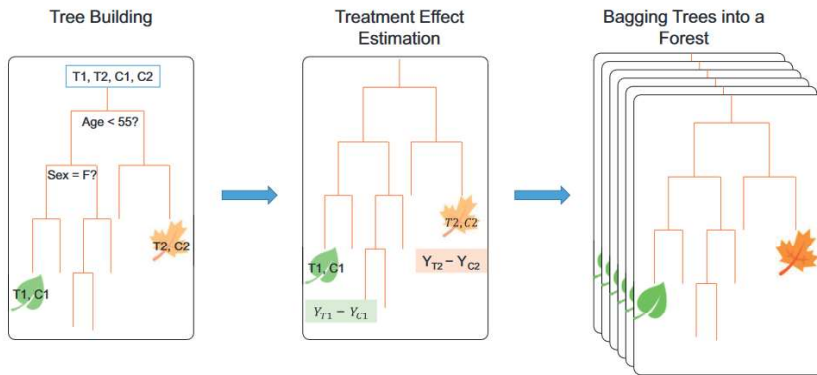 Tree Building
T1, T2, C1, C2
Age < 55?
Sex = F?
T2, C2
T1, C1
Treatment Effect
Estimation
T2, C2
T1, C1
Y_T2 – Y_C2
Y_T1 – Y_C1
Bagging Trees into a
Forest